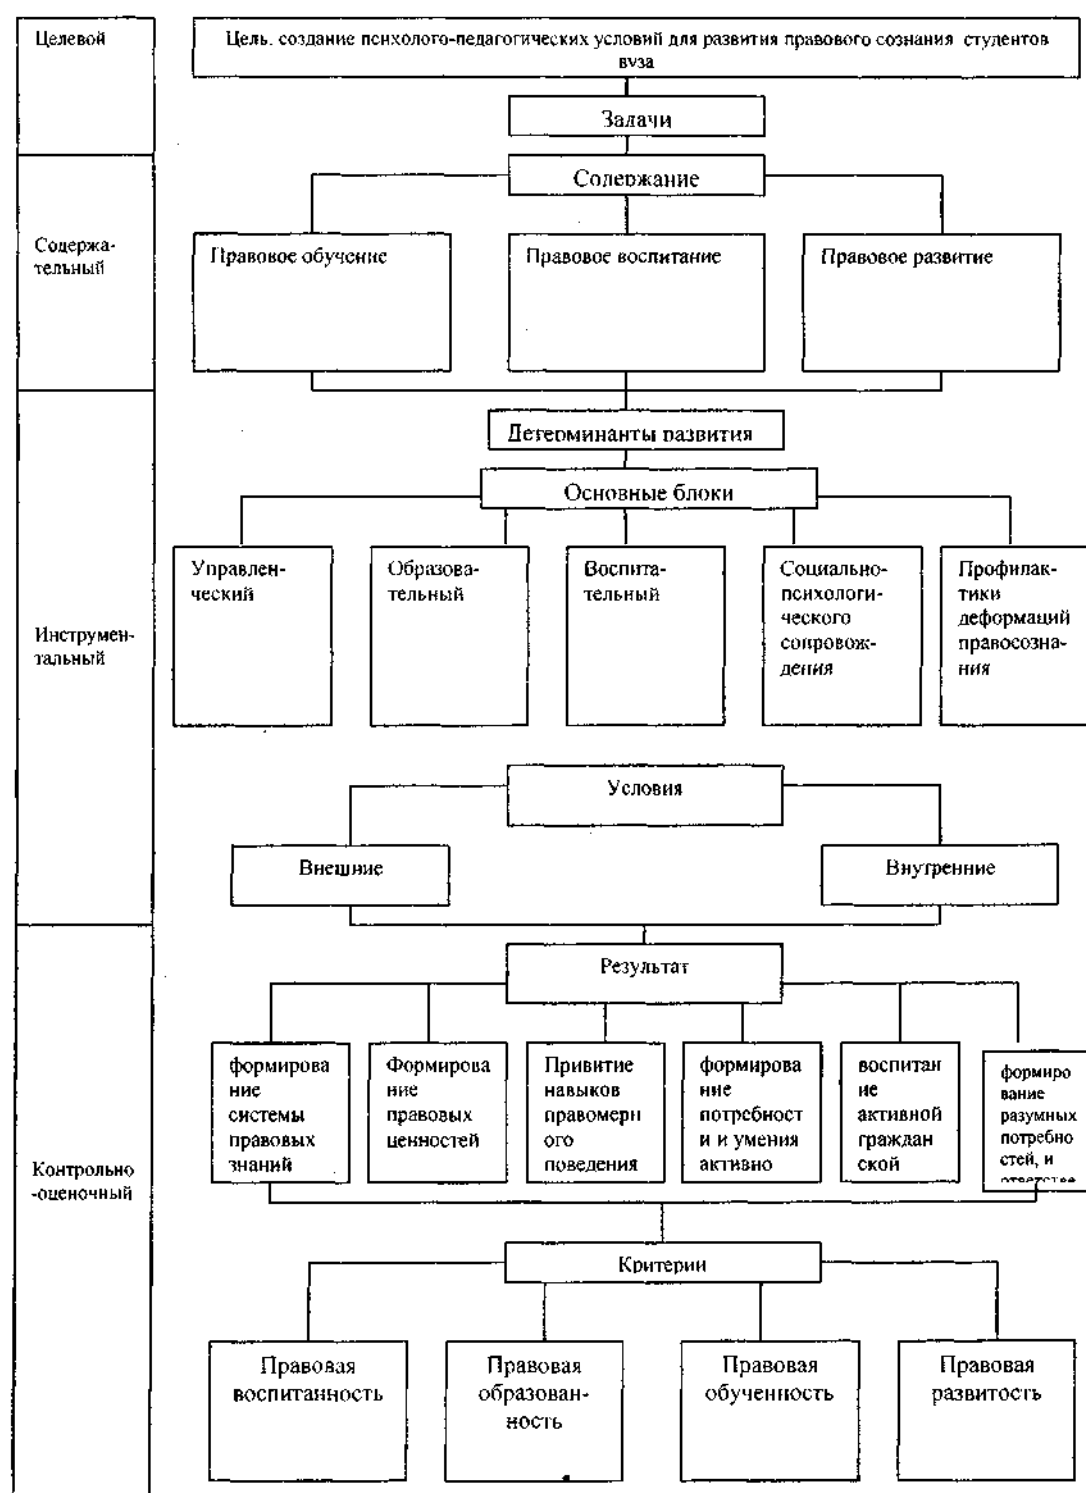 Целевой
Цель. создание психолого-педагогических условий для развития правового сознания студентов
вуза
Задачи
Содержа-
тельный
Содержание
Правовое обучение
Правовое воспитание
Правовое развитие
Инструмен-
тальный
Детерминанты развития
Основные блоки
Управлен-
ческий
Образова-
тельный
Воспита-
тельный
Социально-
психологи-
ческого
сопровож-
дения
Профилак-
тики
деформаций
правосозна-
ния
Условия
Внешние
Внутренние
Контрольно
-оценочный
Результат
формирова
ние
системы
правовых
знаний
Формирова
ние
правовых
ценностей
Привитие
навыков
правомерн
ого
поведения
формирова
ние
потребност
и и умения
активно
воспитан
ие
активной
граждан
ской
формиро
вание
разумных
потребно
стей, и
Критерии
Правовая
воспитанность
Правовая
образован-
ность
Правовая
обученность
Правовая
развитость